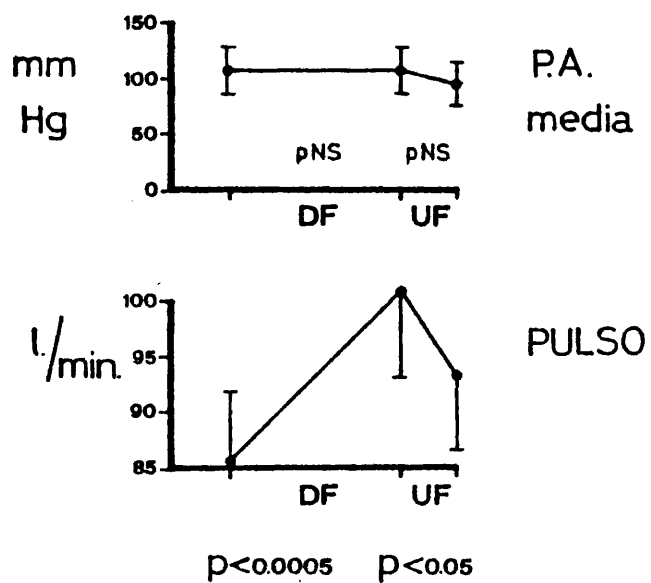 150
mm
Hg
100
50
0
P.A.
media
pNS pNS
DF UF
l./min.
100
95
90
85
PULSO
DF UF
p<0.0005 p<0.05